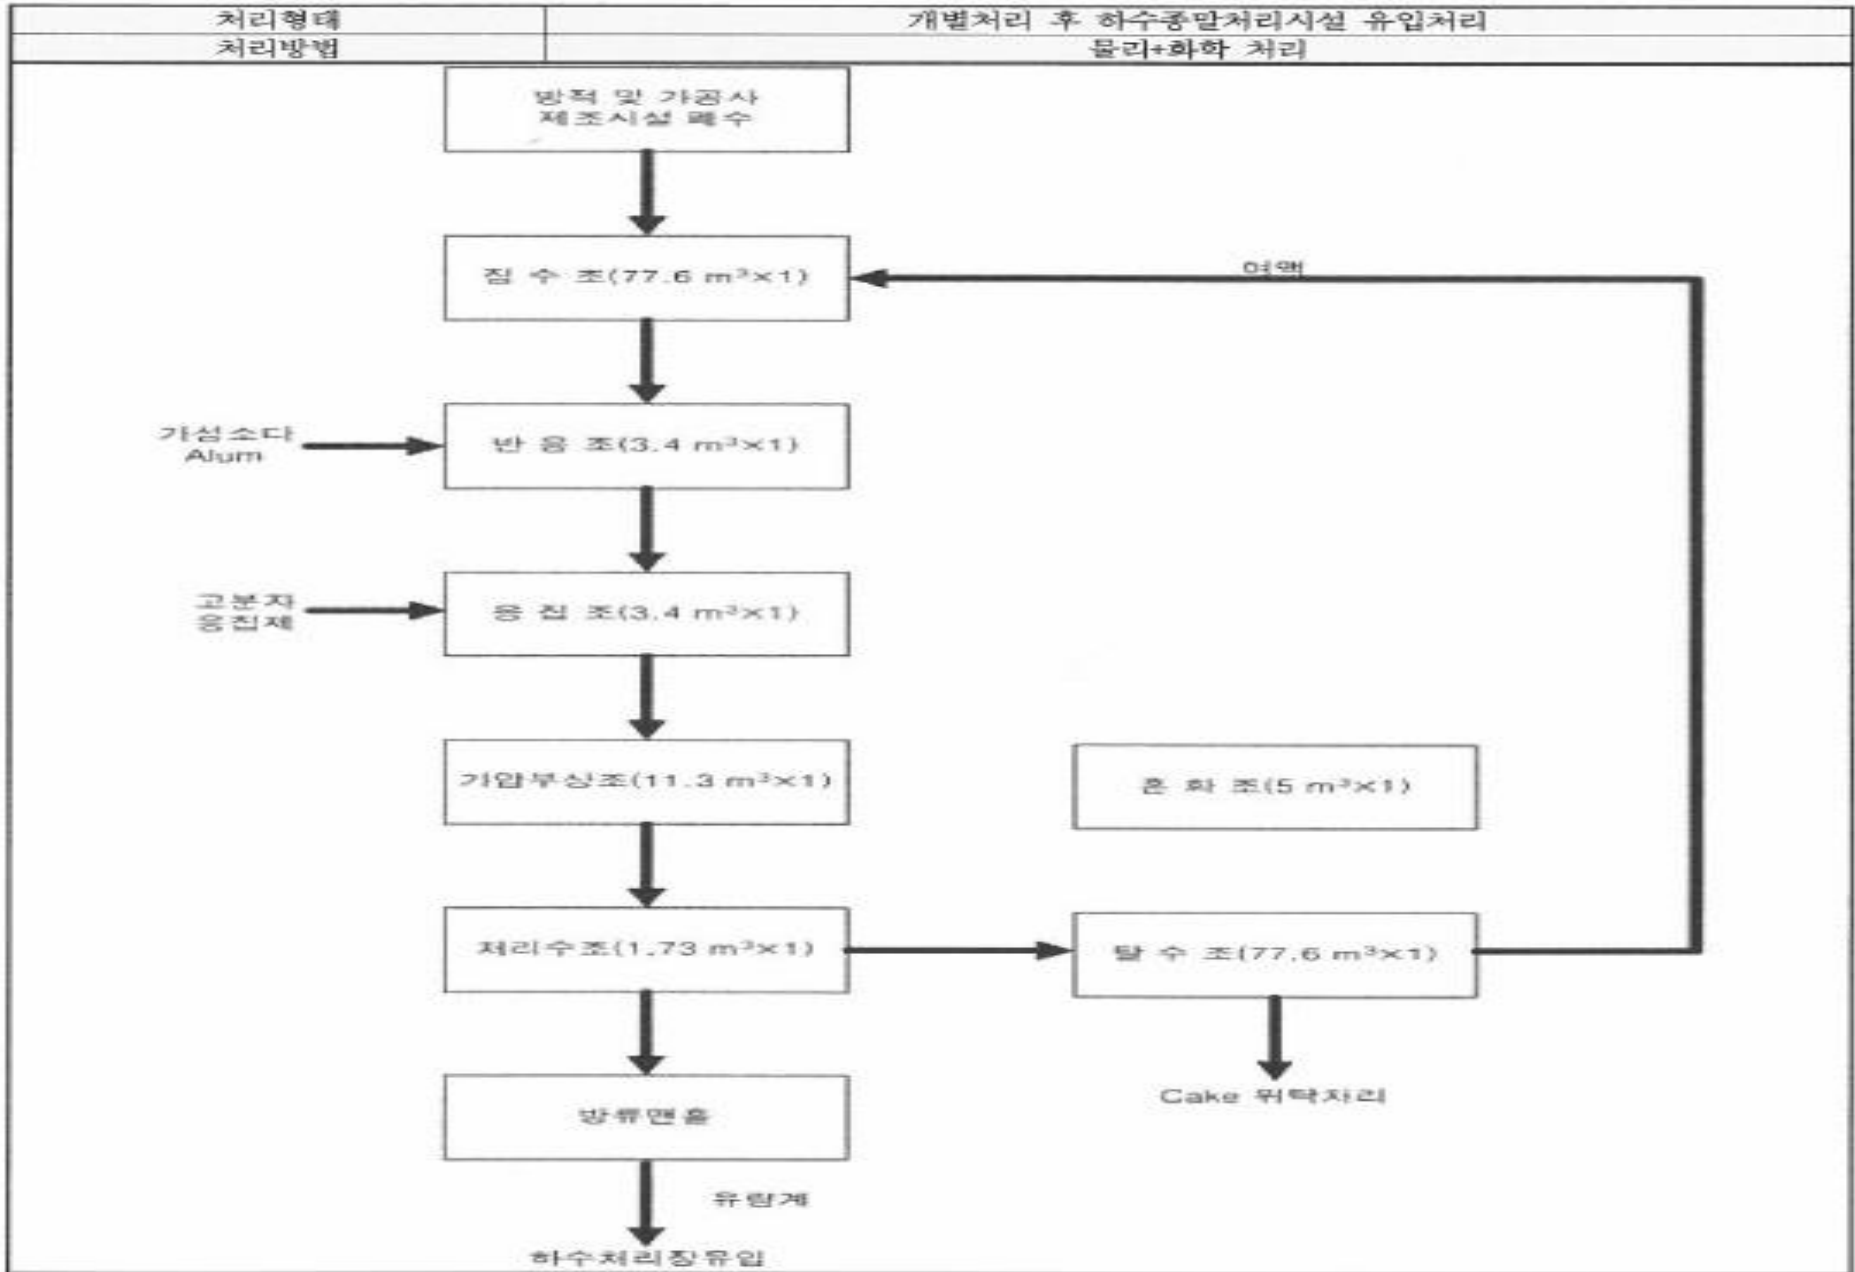 처리형태
개별처리 후 하수종말처리시설 유입처리
처리방법
물리+화학 처리
방적 및 가공사
제조시설 폐수
집 수 조(77.6 m³×1)
여액
가성소다
Alum
반 응 조(3.4 m³×1)
고분자
응집제
응 집 조(3.4 m³×1)
가압부상조(11.3 m³×1)
혼 화 조(5 m³×1)
처리수조(1.73 m³×1)
탈 수 조(77.6 m³×1)
Cake 위탁처리
방류맨홀
유량계
하수처리장유입